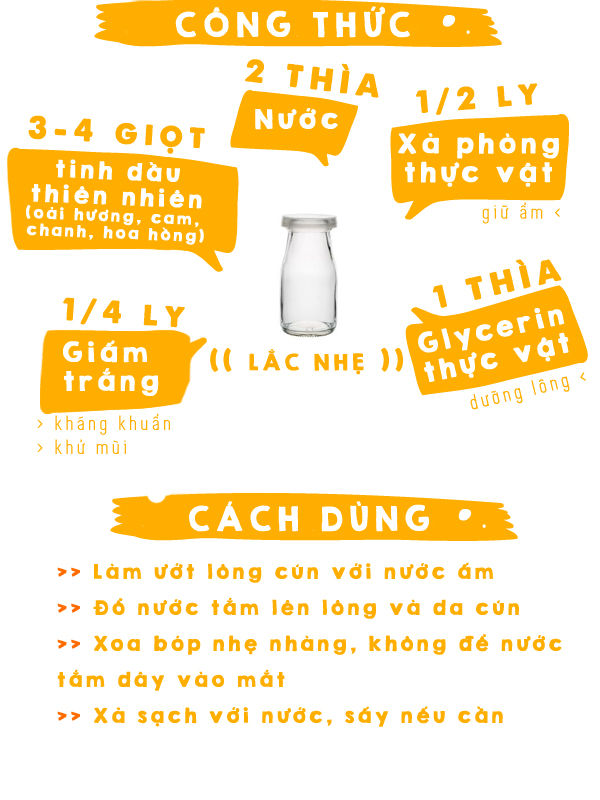 CÔNG THỨC
2 THÌA
Nước
1/2 LY
Xà phòng
thực vật
giữ ẩm <
3-4 GIỌT
tinh dầu
thiên nhiên
(oải hương, cam,
chanh, hoa hồng)
1 THÌA
Glycerin
thực vật
dưỡng lông <
1/4 LY
Giấm
trắng
> kháng khuẩn
> khử mùi
(( LẮC NHẸ ))
CÁCH DÙNG
>> Làm ướt lông cún với nước ấm
>> Đổ nước tắm lên lông và da cún
>> Xoa bóp nhẹ nhàng, không để nước
tắm dây vào mắt
>> Xả sạch với nước, sấy nếu cần